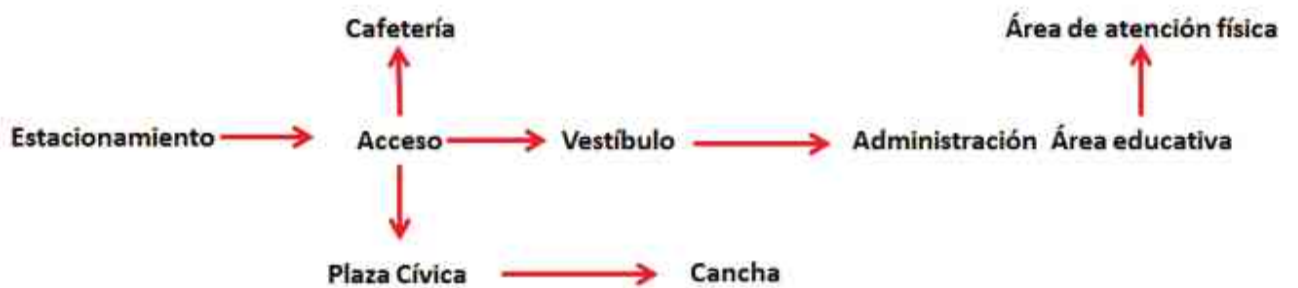 Cafetería
Área de atención física
Estacionamiento
Acceso
Vestíbulo
Administración
Área educativa
Plaza Cívica
Cancha